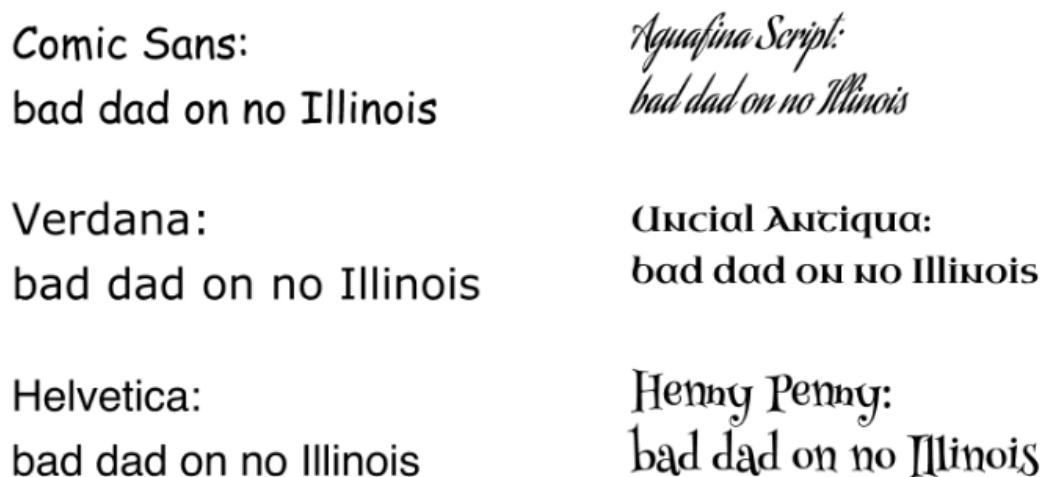 Comic Sans:
bad dad on no Illinois
Verdana:
bad dad on no Illinois
Helvetica:
bad dad on no Illinois
Aguafina Script:
bad dad on no Illinois
Uncial Antiqua:
bad dad on no Illinois
Henny Penny:
bad dad on no Illinois